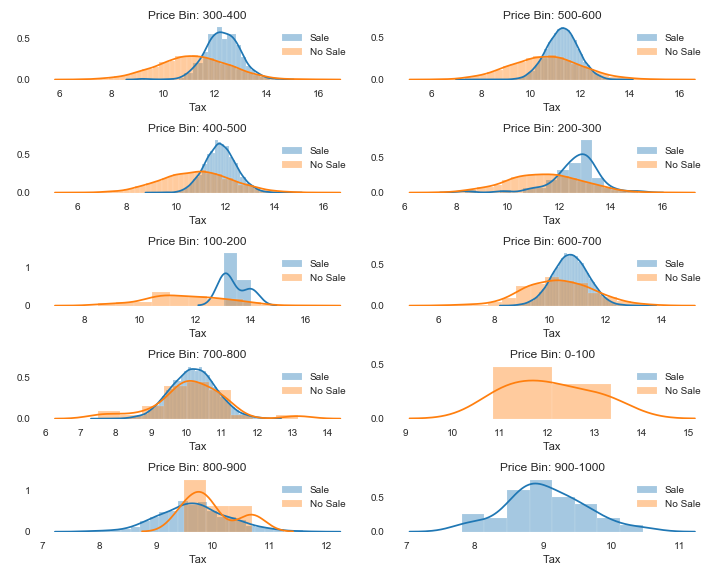 Price Bin: 300-400
0.5
0.0
Sale
No Sale
6 8 10 12 14 16
Tax
Price Bin: 500-600
0.5
0.0
Sale
No Sale
6 8 10 12 14 16
Tax
Price Bin: 400-500
0.5
0.0
Sale
No Sale
6 8 10 12 14 16
Tax
Price Bin: 200-300
0.5
0.0
Sale
No Sale
6 8 10 12 14 16
Tax
Price Bin: 100-200
1
0
Sale
No Sale
8 10 12 14 16
Tax
Price Bin: 600-700
0.5
0.0
Sale
No Sale
6 8 10 12 14
Tax
Price Bin: 700-800
0.5
0.0
Sale
No Sale
6 7 8 9 10 11 12 13 14
Tax
Price Bin: 0-100
0.5
0.0
Sale
No Sale
9 10 11 12 13 14 15
Tax
Price Bin: 800-900
1
0
Sale
No Sale
7 8 9 10 11 12
Tax
Price Bin: 900-1000
0.5
0.0
Sale
No Sale
7 8 9 10 11
Tax